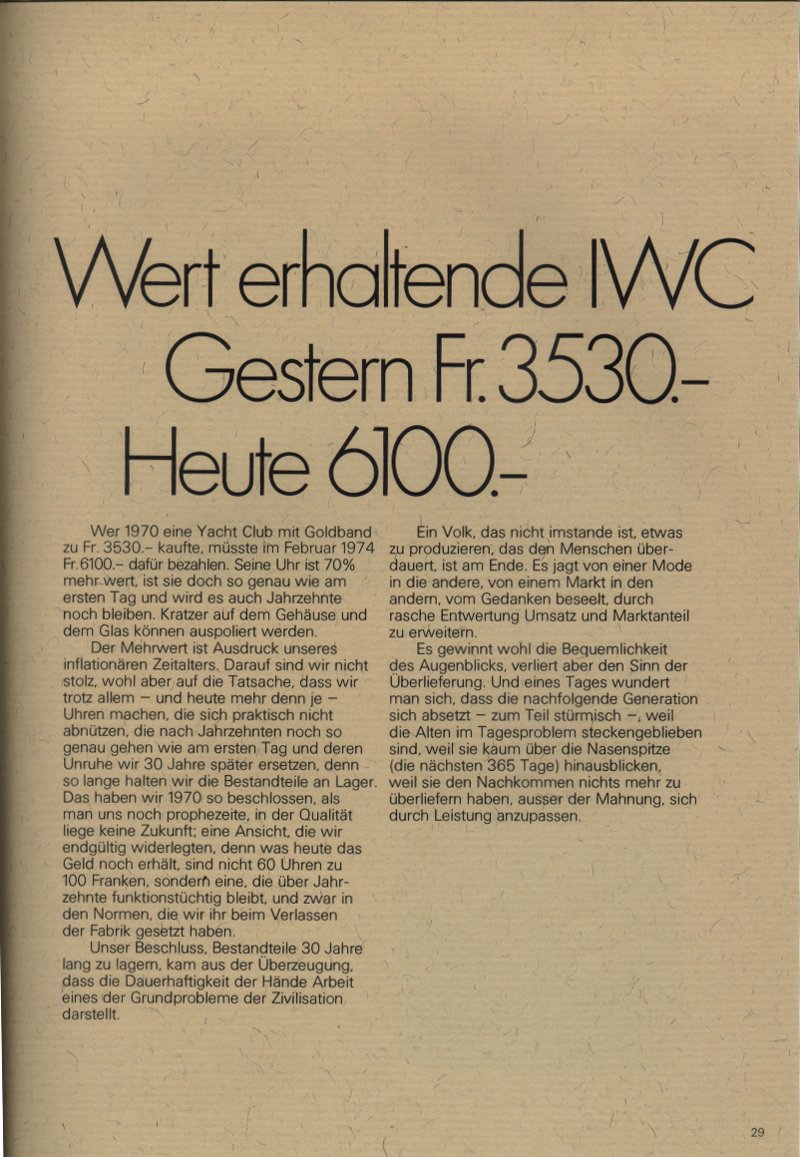 Wert erhaltende IWC
Gestern Fr. 3530.–
Heute 6100.–
Wer 1970 eine Yacht Club mit Goldband
zu Fr. 3530.– kaufte, müsste im Februar 1974
Fr. 6100.– dafür bezahlen. Seine Uhr ist 70%
mehr wert, ist sie doch so genau wie am
ersten Tag und wird es auch Jahrzehnte
noch bleiben. Kratzer auf dem Gehäuse und
dem Glas können auspoliert werden.
Der Mehrwert ist Ausdruck unseres
inflationären Zeitalters. Darauf sind wir nicht
stolz, wohl aber auf die Tatsache, dass wir
trotz allem – und heute mehr denn je –
Uhren machen, die sich praktisch nicht
abnützen, die nach Jahrzehnten noch so
genau gehen wie am ersten Tag und deren
Unruhe wir 30 Jahre später ersetzen, denn
so lange halten wir die Bestandteile an Lager.
Das haben wir 1970 so beschlossen, als
man uns noch prophezeite, in der Qualität
liege keine Zukunft; eine Ansicht, die wir
endgültig widerlegten, denn was heute das
Geld noch erhält, sind nicht 60 Uhren zu
100 Franken, sondern eine, die über Jahr-
zehnte funktionstüchtig bleibt, und zwar in
den Normen, die wir ihr beim Verlassen
der Fabrik gesetzt haben.
Unser Beschluss, Bestandteile 30 Jahre
lang zu lagern, kam aus der Überzeugung,
dass die Dauerhaftigkeit der Hände Arbeit
eines der Grundprobleme der Zivilisation
darstellt.
Ein Volk, das nicht imstande ist, etwas
zu produzieren, das den Menschen über-
dauert, ist am Ende. Es jagt von einer Mode
in die andere, von einem Markt in den
andern, vom Gedanken beseelt, durch
rasche Entwertung Umsatz und Marktanteil
zu erweitern.
Es gewinnt wohl die Bequemlichkeit
des Augenblicks, verliert aber den Sinn der
Überlieferung. Und eines Tages wundert
man sich, dass die nachfolgende Generation
sich absetzt – zum Teil stürmisch –, weil
die Alten im Tagesproblem steckengeblieben
sind, weil sie kaum über die Nasenspitze
(die nächsten 365 Tage) hinausblicken,
weil sie den Nachkommen nichts mehr zu
überliefern haben, ausser der Mahnung, sich
durch Leistung anzupassen.
29